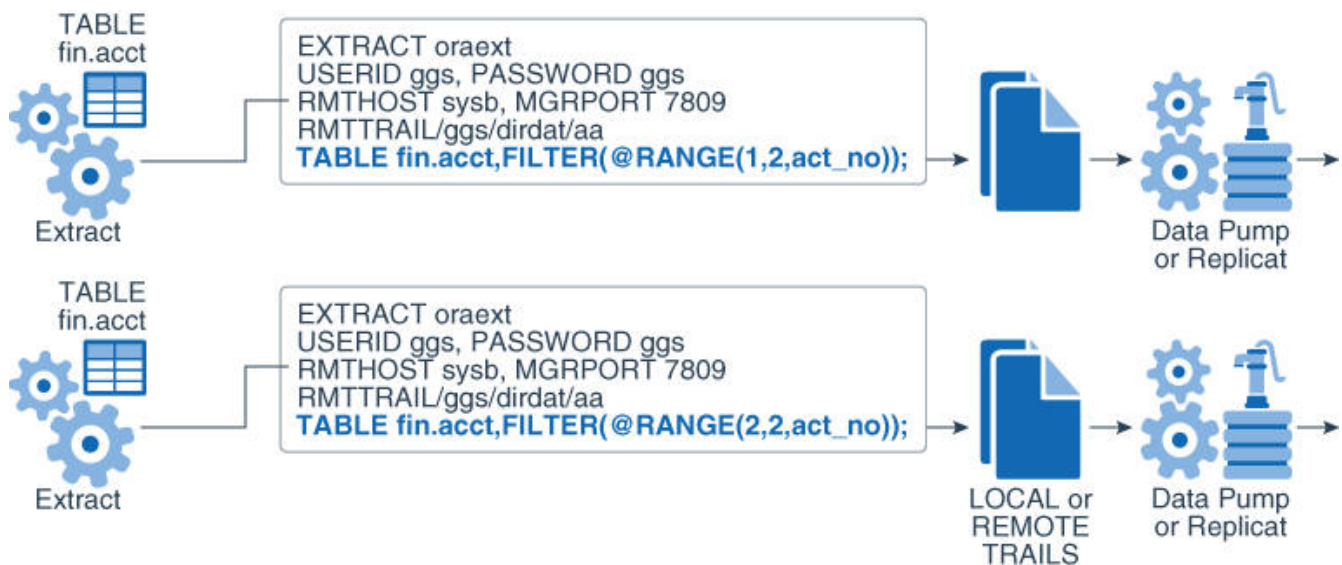 TABLE
fin.acct
EXTRACT oraext
USERID ggs, PASSWORD ggs
RMTHOST sysb, MGRPORT 7809
RMTTRAIL/ggs/dirdat/aa
TABLE fin.acct,FILTER(@RANGE(1,2,act_no));
Extract
Data Pump
or Replicat
TABLE
fin.acct
EXTRACT oraext
USERID ggs, PASSWORD ggs
RMTHOST sysb, MGRPORT 7809
RMTTRAIL/ggs/dirdat/aa
TABLE fin.acct,FILTER(@RANGE(2,2,act_no));
Extract
LOCAL or
REMOTE
TRAILS
Data Pump
or Replicat